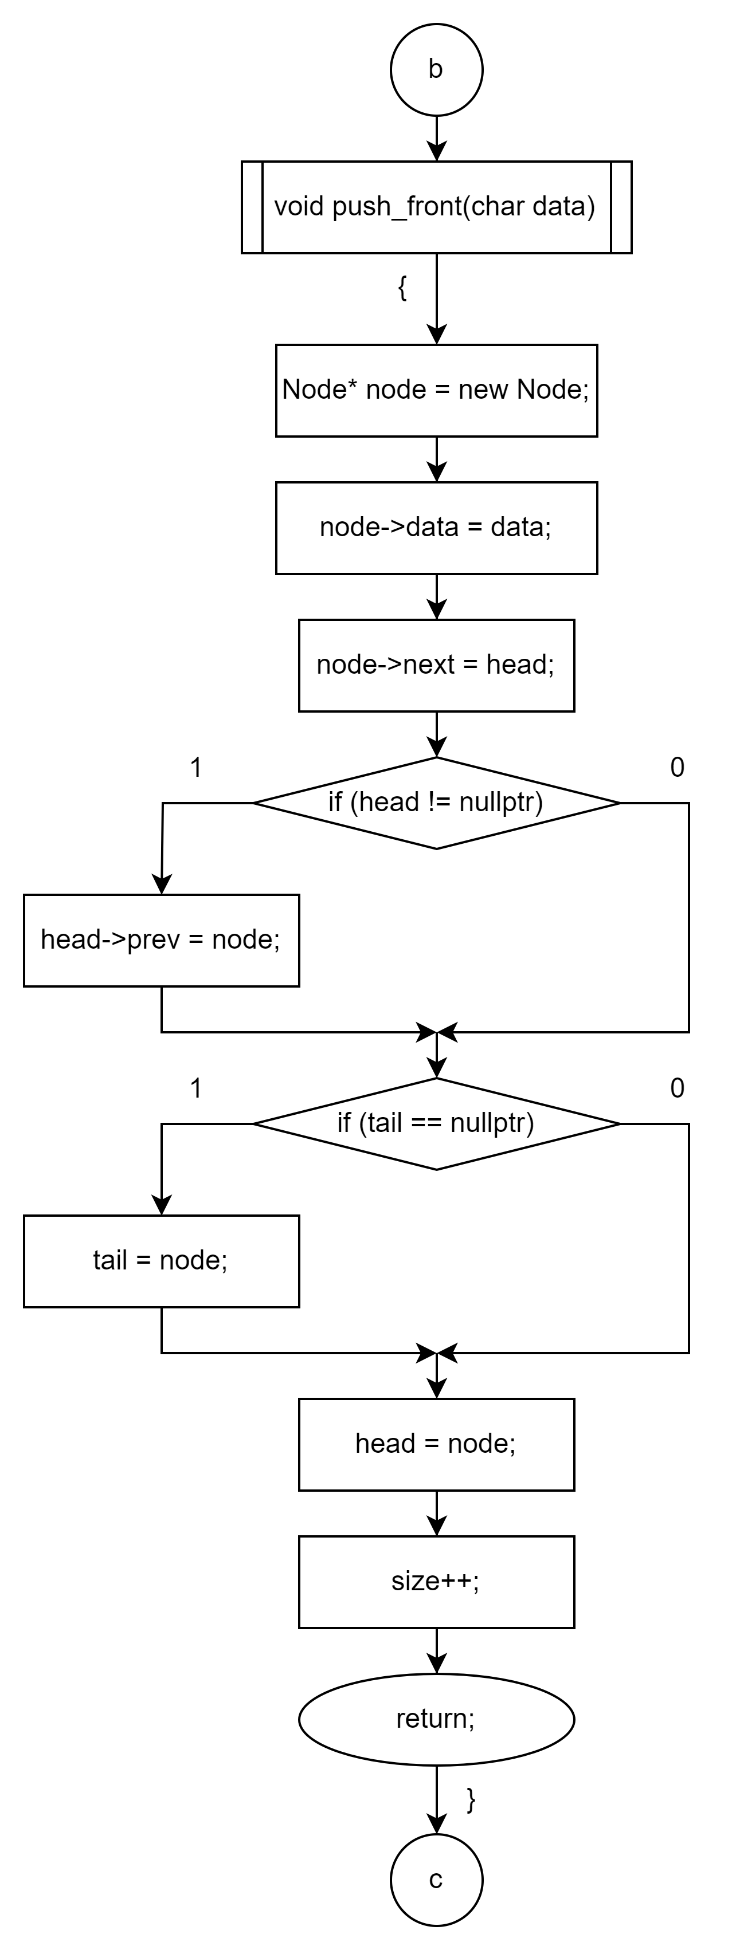 b
void push_front(char data)
{
Node* node = new Node;
node->data = data;
node->next = head;
1
0
if (head != nullptr)
head->prev = node;
1
0
if (tail == nullptr)
tail = node;
head = node;
size++;
return;
}
c